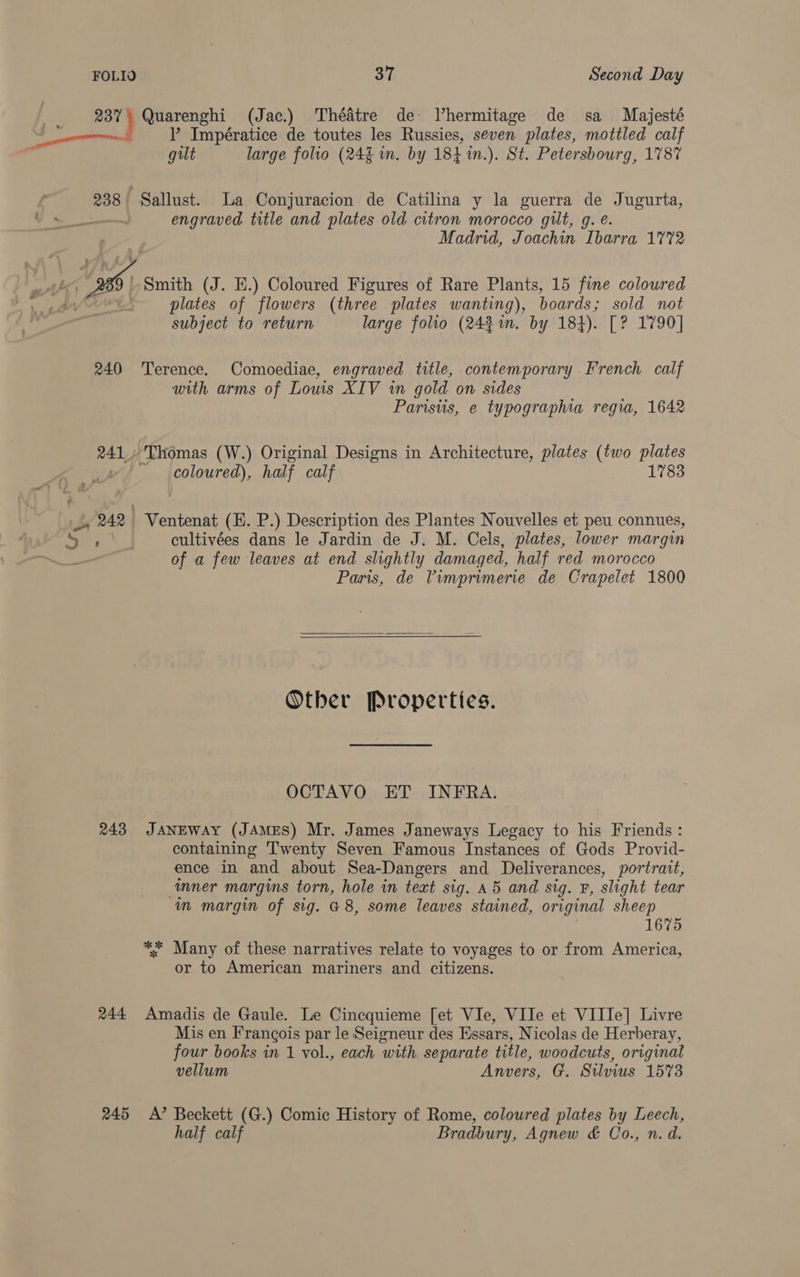 FOLIO 37 Second Day
237 Quarenghi (Jac.) Théâtre de l'hermitage de sa Majesté
l' Impératice de toutes les Russies, seven plates, mottled calf
gilt large folio (24¾ in. by 18¼ in.). St. Petersbourg, 1787
238 Sallust. La Conjuracion de Catilina y la guerra de Jugurta,
engraved title and plates old citron morocco gilt, g. e.
Madrid, Joachin Ibarra 1772
239 Smith (J. E.) Coloured Figures of Rare Plants, 15 fine coloured
plates of flowers (three plates wanting), boards; sold not
subject to return large folio (24¾ in. by 18¼). [? 1790]
240 Terence. Comoediae, engraved title, contemporary French calf
with arms of Louis XIV in gold on sides
Parisiis, e typographia regia, 1642
241 Thomas (W.) Original Designs in Architecture, plates (two plates
coloured), half calf 1783
242 Ventenat (E. P.) Description des Plantes Nouvelles et peu connues,
cultivées dans le Jardin de J. M. Cels, plates, lower margin
of a few leaves at end slightly damaged, half red morocco
Paris, de l'imprimerie de Crapelet 1800
Other Properties.
OCTAVO ET INFRA.
243 JANEWAY (JAMES) Mr. James Janeways Legacy to his Friends:
containing Twenty Seven Famous Instances of Gods Provid-
ence in and about Sea-Dangers and Deliverances, portrait,
inner margins torn, hole in text sig. A 5 and sig. F, slight tear
in margin of sig. G 8, some leaves stained, original sheep
1675
*** Many of these narratives relate to voyages to or from America,
or to American mariners and citizens.
244 Amadis de Gaule. Le Cincquieme [et VIe, VIIe et VIIIe] Livre
Mis en François par le Seigneur des Essars, Nicolas de Herberay,
four books in 1 vol., each with separate title, woodcuts, original
vellum Anvers, G. Silvius 1573
245 A' Beckett (G.) Comic History of Rome, coloured plates by Leech,
half calf Bradbury, Agnew & Co., n. d.